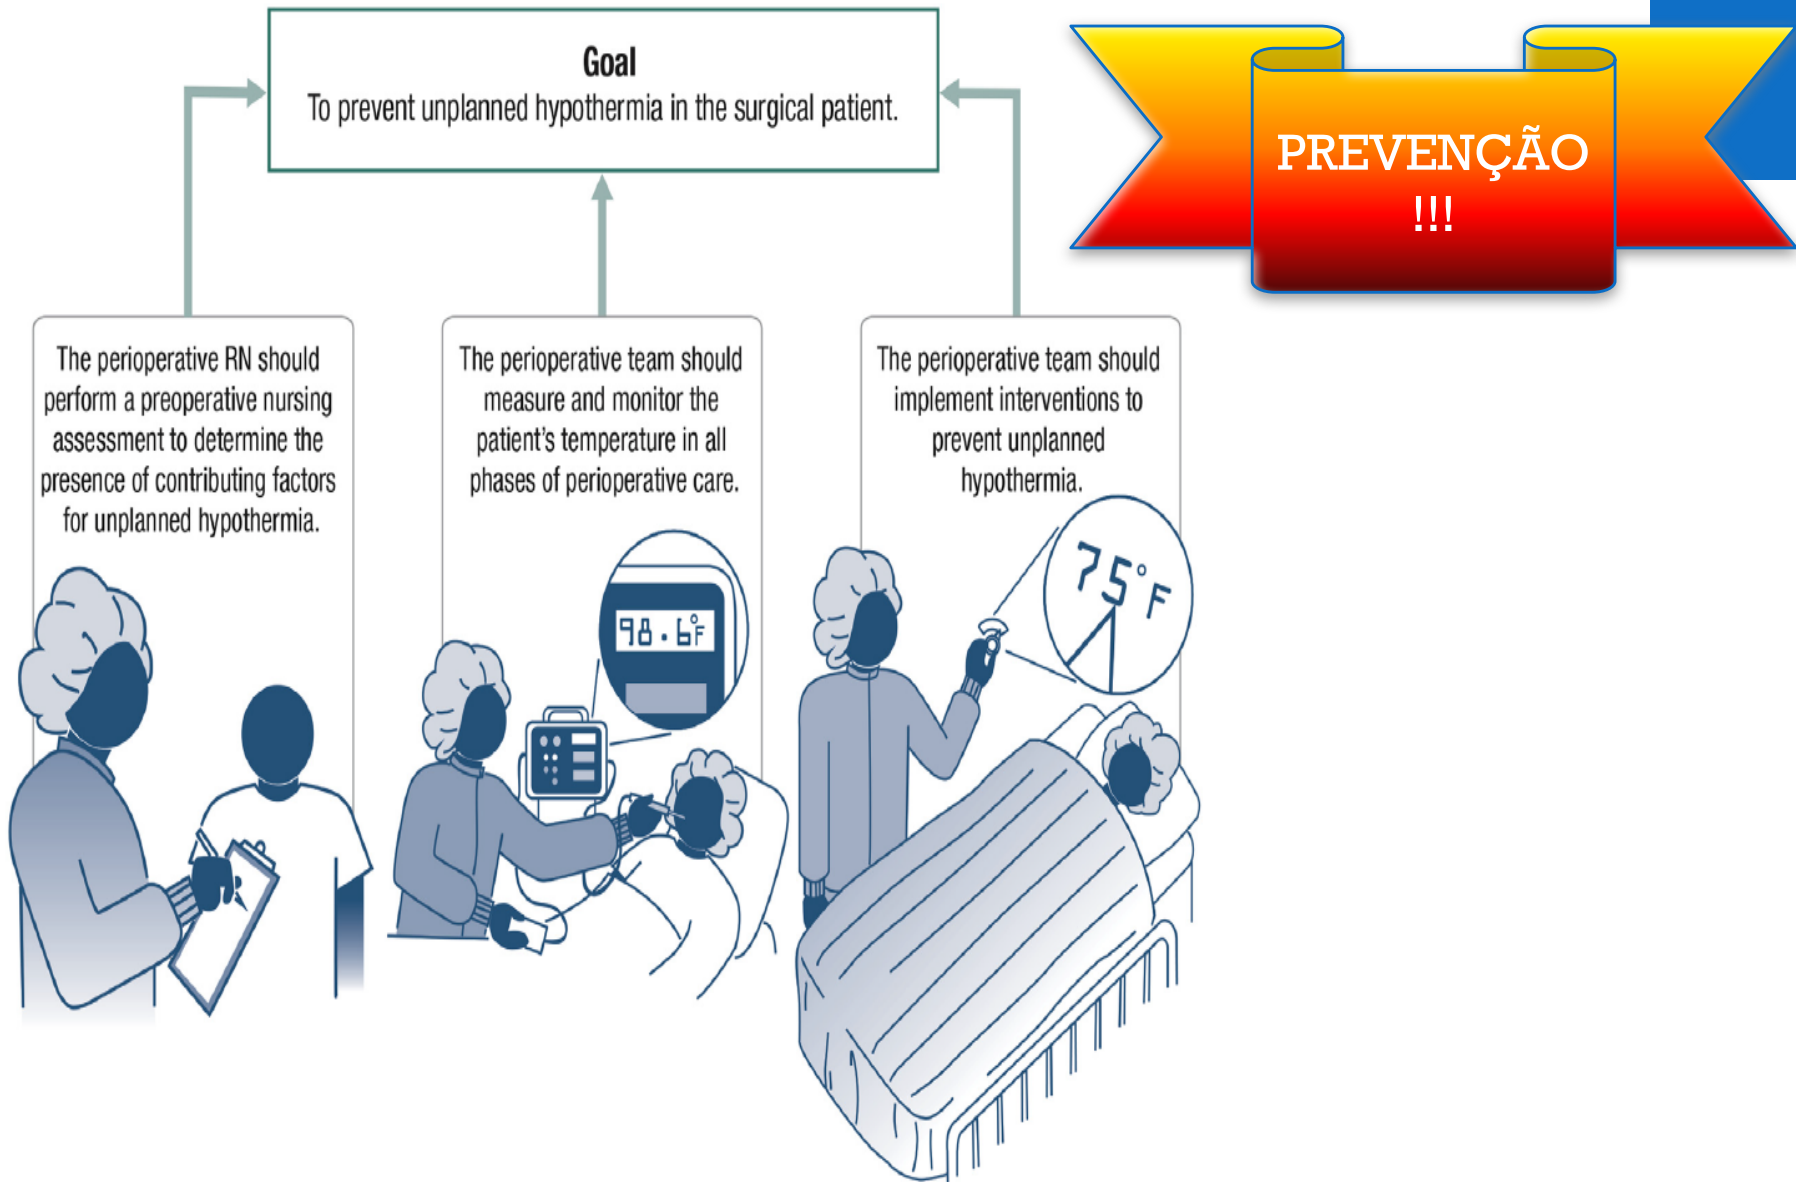 Goal
To prevent unplanned hypothermia in the surgical patient.
PREVENÇÃO
!!!
The perioperative RN should
perform a preoperative nursing
assessment to determine the
presence of contributing factors
for unplanned hypothermia.
The perioperative team should
measure and monitor the
patient's temperature in all
phases of perioperative care.
98.6°F
The perioperative team should
implement interventions to
prevent unplanned
hypothermia.
75°F